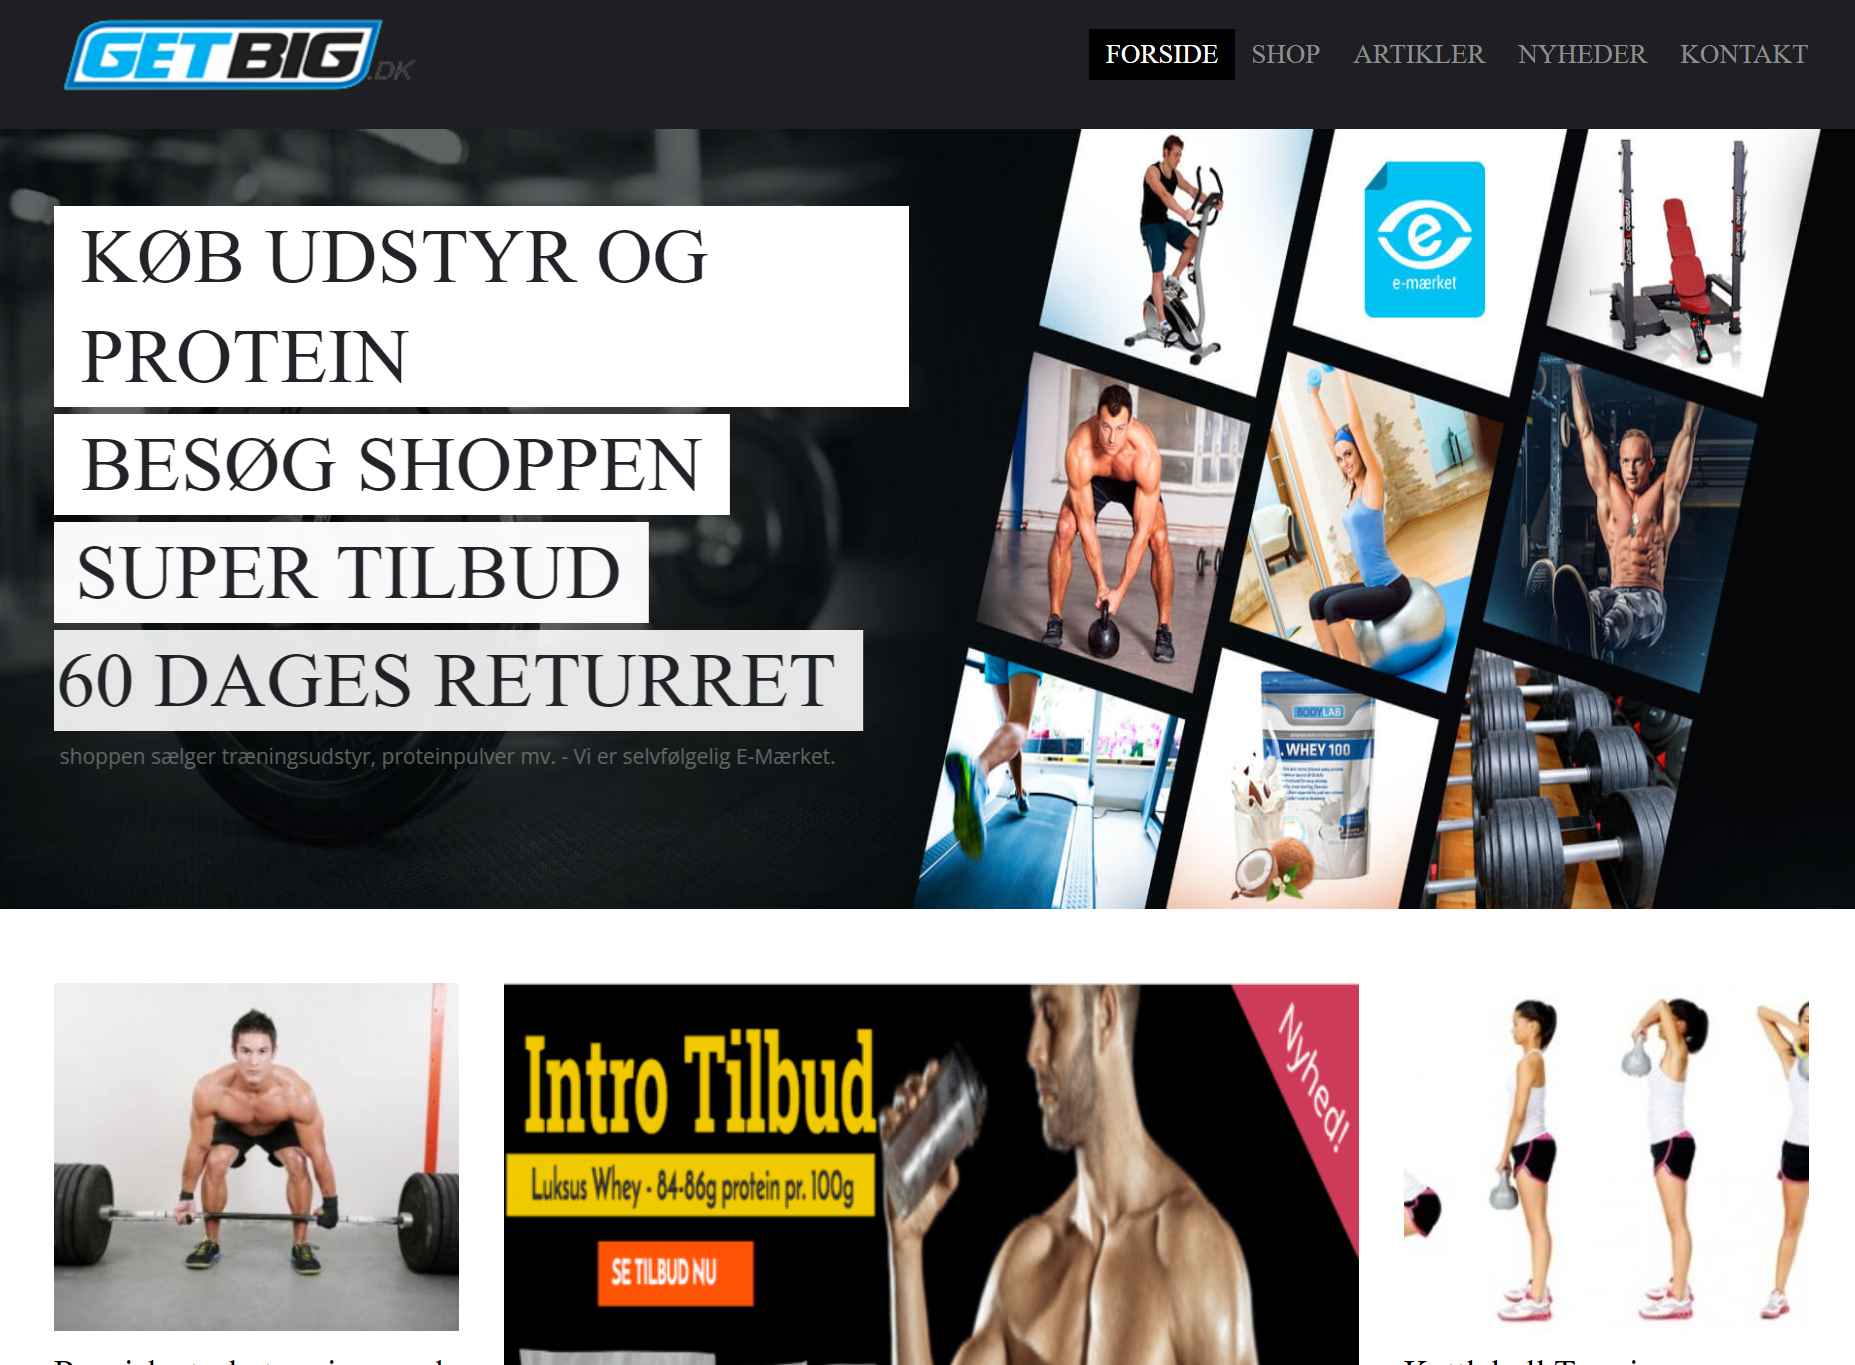 GETBIG.DK
FORSIDE SHOP ARTIKLER NYHEDER KONTAKT
KØB UDSTYR OG
PROTEIN
BESØG SHOPPEN
SUPER TILBUD
60 DAGES RETURRET
shoppen sælger træningsudstyr, proteinpulver mv. - Vi er selvfølgelig E-Mærket.
e
e-mærket
BODYLAB
WHEY 100
Intro Tilbud
Luksus Whey - 84-86g protein pr. 100g
SE TILBUD NU
Nyhed!